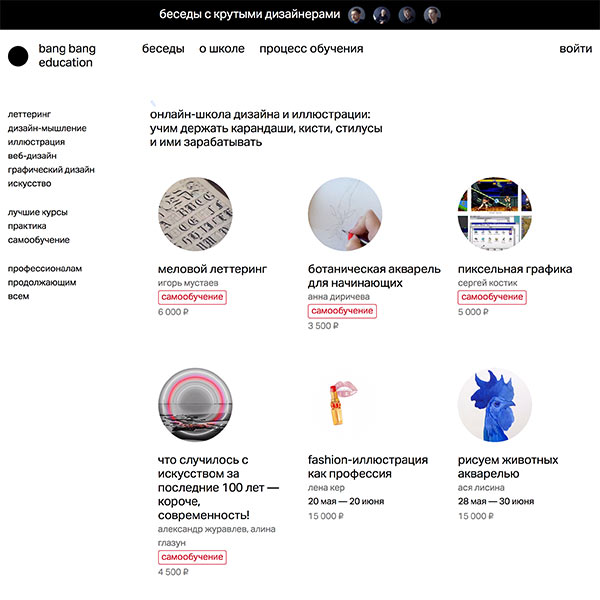 беседы с крутыми дизайнерами
bang bang
education
беседы
о школе
процесс обучения
войти
леттеринг
дизайн-мышление
иллюстрация
веб-дизайн
графический дизайн
искусство
лучшие курсы
практика
самообучение
профессионалам
продолжающим
всем
онлайн-школа дизайна и иллюстрации:
учим держать карандаши, кисти, стилусы
и ими зарабатывать
меловой леттеринг
игорь мустаев
самообучение
6 000 ₽
ботаническая акварель
для начинающих
анна диричева
самообучение
3 500 ₽
пиксельная графика
сергей костик
самообучение
5 000 ₽
что случилось с
искусством за
последние 100 лет —
короче,
современность!
александр журавлев, алина
глазун
самообучение
4 500 ₽
fashion-иллюстрация
как профессия
лена кер
20 мая — 20 июня
15 000 ₽
рисуем животных
акварелью
ася лисина
28 мая — 30 июня
15 000 ₽